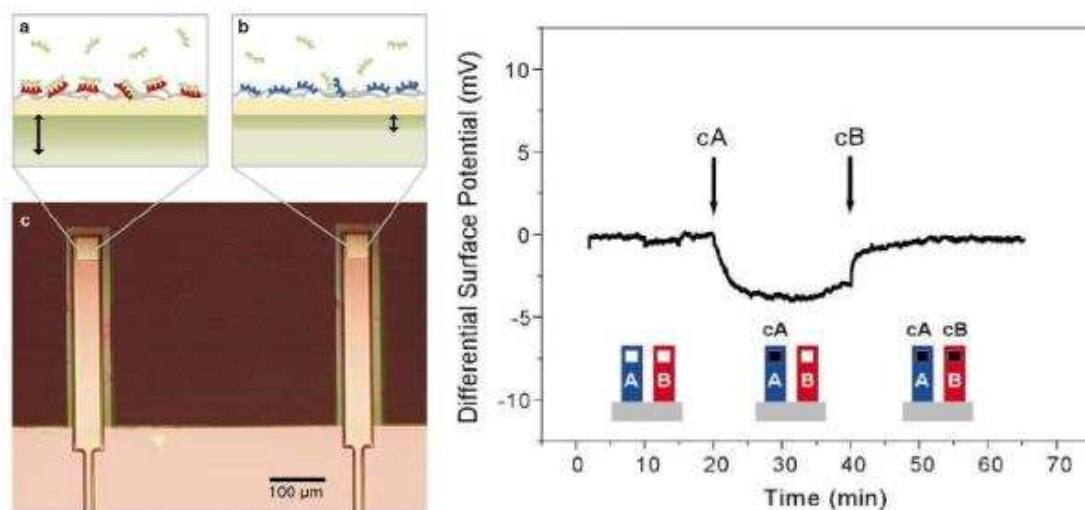 a
b
c
100 µm
Differential Surface Potential (mV)
10
5
0
-5
-10
cA
cB
cA
cA cB
A B
A B
A B
0 10 20 30 40 50 60 70
Time (min)